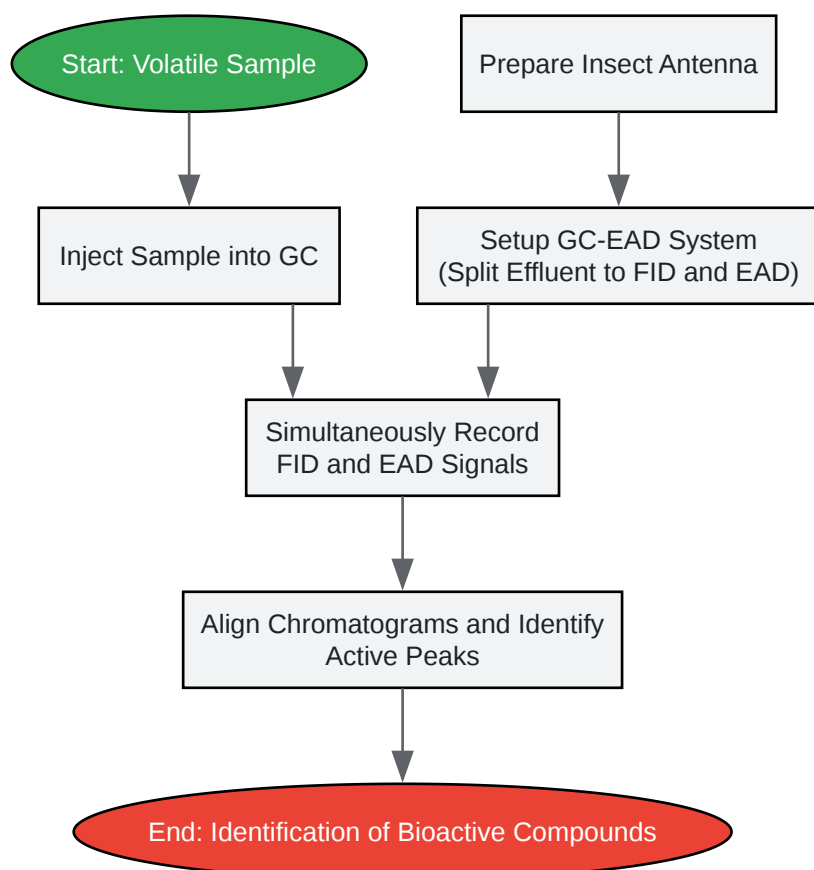 Start: Volatile Sample
Prepare Insect Antenna
Inject Sample into GC
Setup GC-EAD System
(Split Effluent to FID and EAD)
Simultaneously Record
FID and EAD Signals
Align Chromatograms and Identify
Active Peaks
End: Identification of Bioactive Compounds